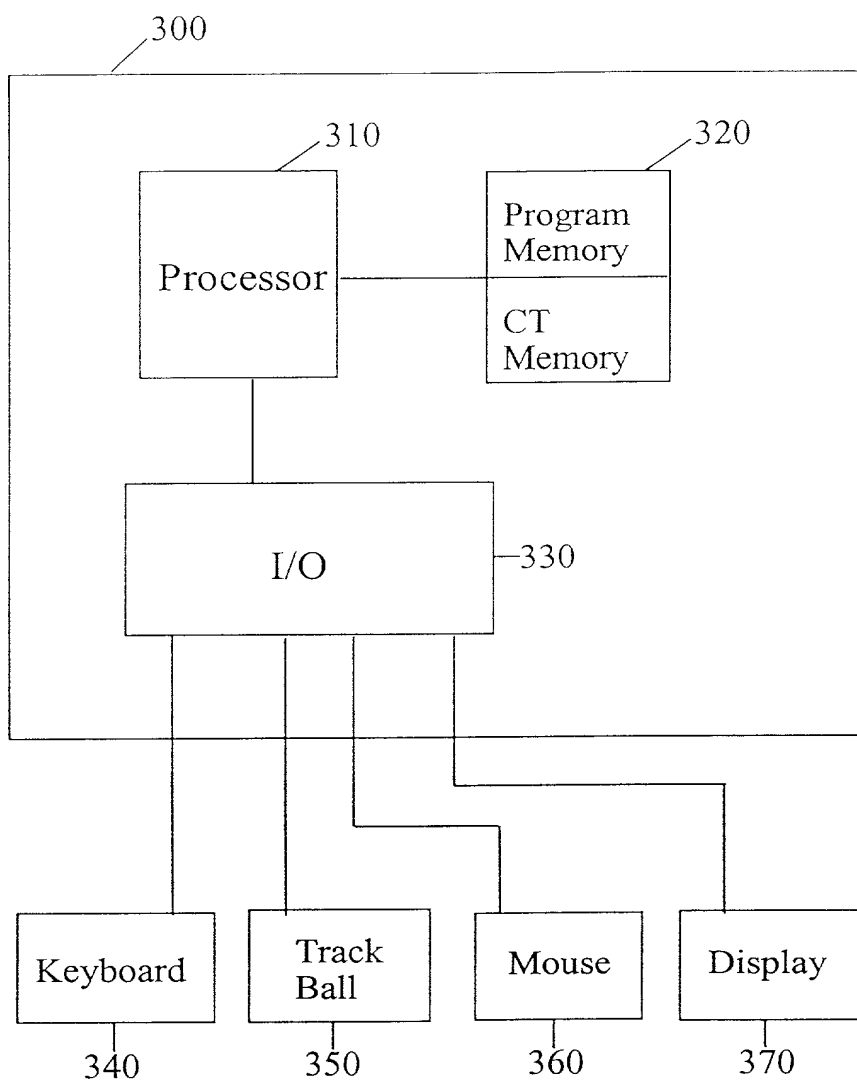 300
310
320
Processor
Program
Memory
CT
Memory
I/O
330
Keyboard
Track
Ball
Mouse
Display
340
350
360
370